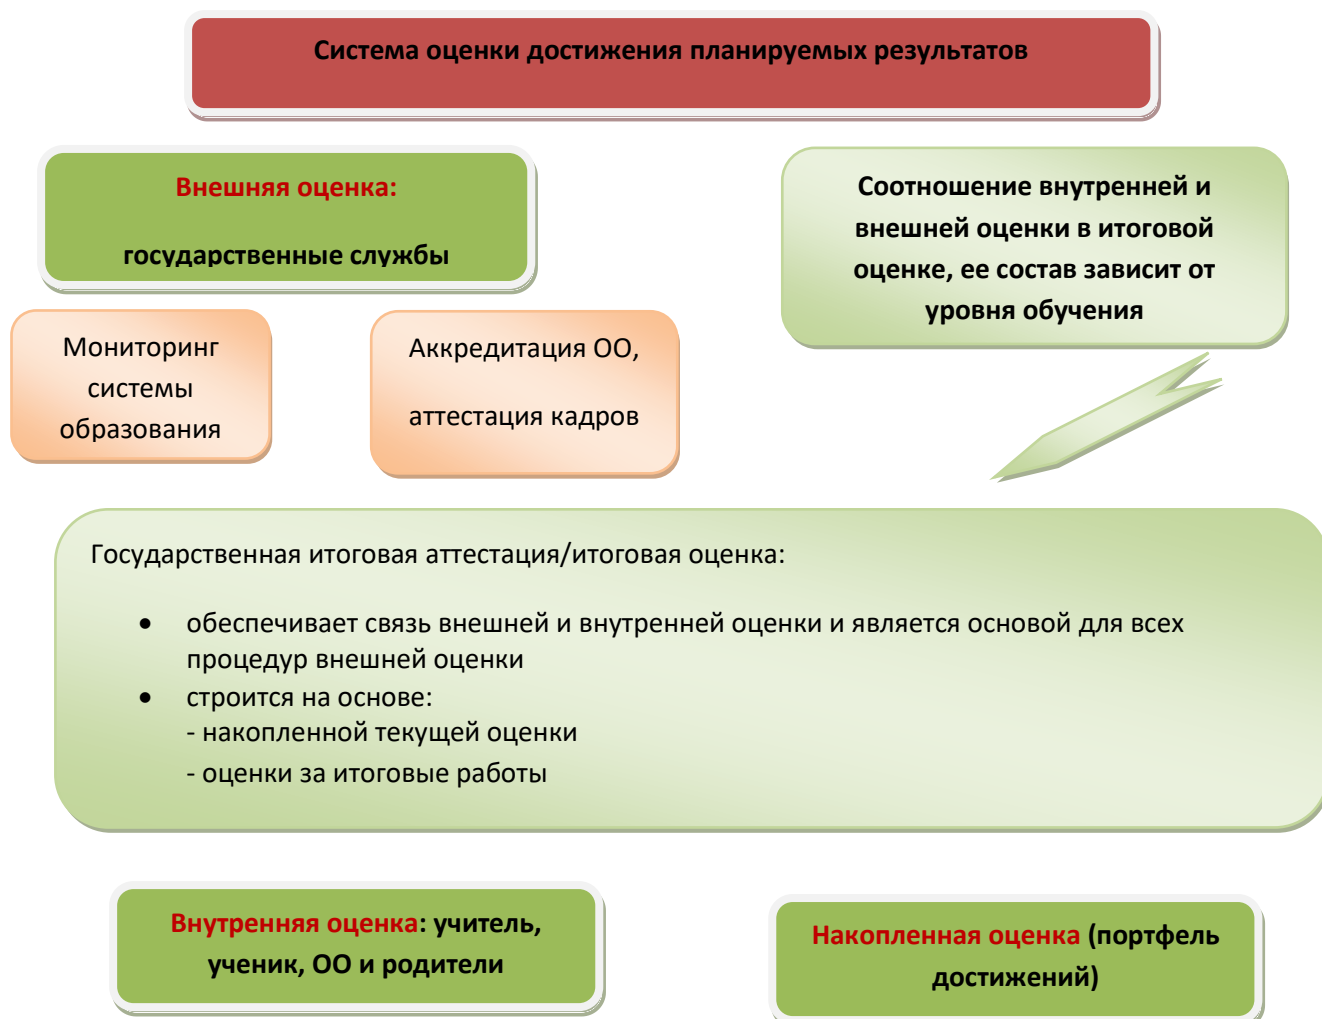 Система оценки достижения планируемых результатов
Внешняя оценка:
государственные службы
Соотношение внутренней и
внешней оценки в итоговой
оценке, ее состав зависит от
уровня обучения
Мониторинг
системы
образования
Аккредитация ОО,
аттестация кадров
Государственная итоговая аттестация/итоговая оценка:
• обеспечивает связь внешней и внутренней оценки и является основой для всех
процедур внешней оценки
• строится на основе:
- накопленной текущей оценки
- оценки за итоговые работы
Внутренняя оценка: учитель,
ученик, ОО и родители
Накопленная оценка (портфель
достижений)